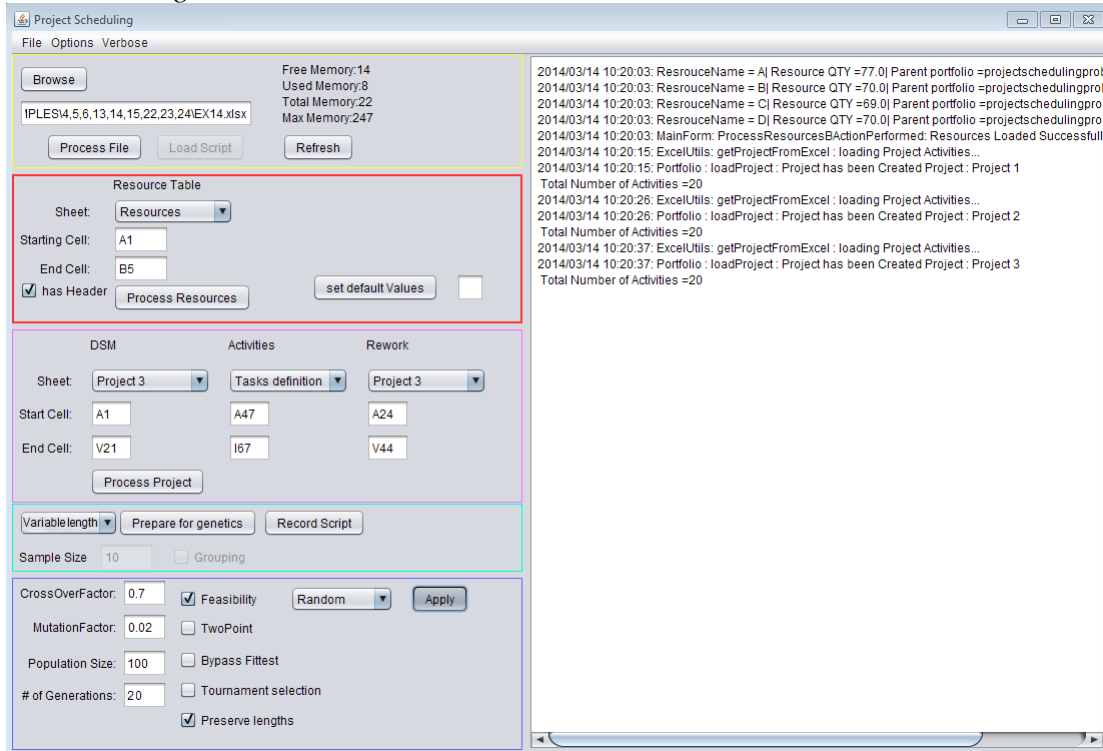 Project Scheduling
File Options Verbose
Browse
Free Memory:14
Used Memory:8
Total Memory:22
Max Memory:247
IPLES\4,5,6,13,14,15,22,23,24\EX14.xlsx
Process File Load Script Refresh
Resource Table
Sheet: Resources
Starting Cell: A1
End Cell: B5
has Header Process Resources set default Values
DSM Activities Rework
Sheet: Project 3 Tasks definition Project 3
Start Cell: A1 A47 A24
End Cell: V21 I67 V44
Process Project
Variable length Prepare for genetics Record Script
Sample Size 10 Grouping
CrossOverFactor: 0.7 Feasibility Random Apply
MutationFactor: 0.02 TwoPoint
Population Size: 100 Bypass Fittest
# of Generations: 20 Tournament selection
Preserve lengths
2014/03/14 10:20:03: ResrouceName = A| Resource QTY =77.0| Parent portfolio =projectschedulingprob
2014/03/14 10:20:03: ResrouceName = B| Resource QTY =70.0| Parent portfolio =projectschedulingprob
2014/03/14 10:20:03: ResrouceName = C| Resource QTY =69.0| Parent portfolio =projectschedulingpro
2014/03/14 10:20:03: ResrouceName = D| Resource QTY =70.0| Parent portfolio =projectschedulingpro
2014/03/14 10:20:03: MainForm: ProcessResourcesBActionPerformed: Resources Loaded Successfull
2014/03/14 10:20:15: ExcelUtils: getProjectFromExcel : loading Project Activities...
2014/03/14 10:20:15: Portfolio : loadProject : Project has been Created Project : Project 1
Total Number of Activities =20
2014/03/14 10:20:26: ExcelUtils: getProjectFromExcel : loading Project Activities...
2014/03/14 10:20:26: Portfolio : loadProject : Project has been Created Project : Project 2
Total Number of Activities =20
2014/03/14 10:20:37: ExcelUtils: getProjectFromExcel : loading Project Activities...
2014/03/14 10:20:37: Portfolio : loadProject : Project has been Created Project : Project 3
Total Number of Activities =20